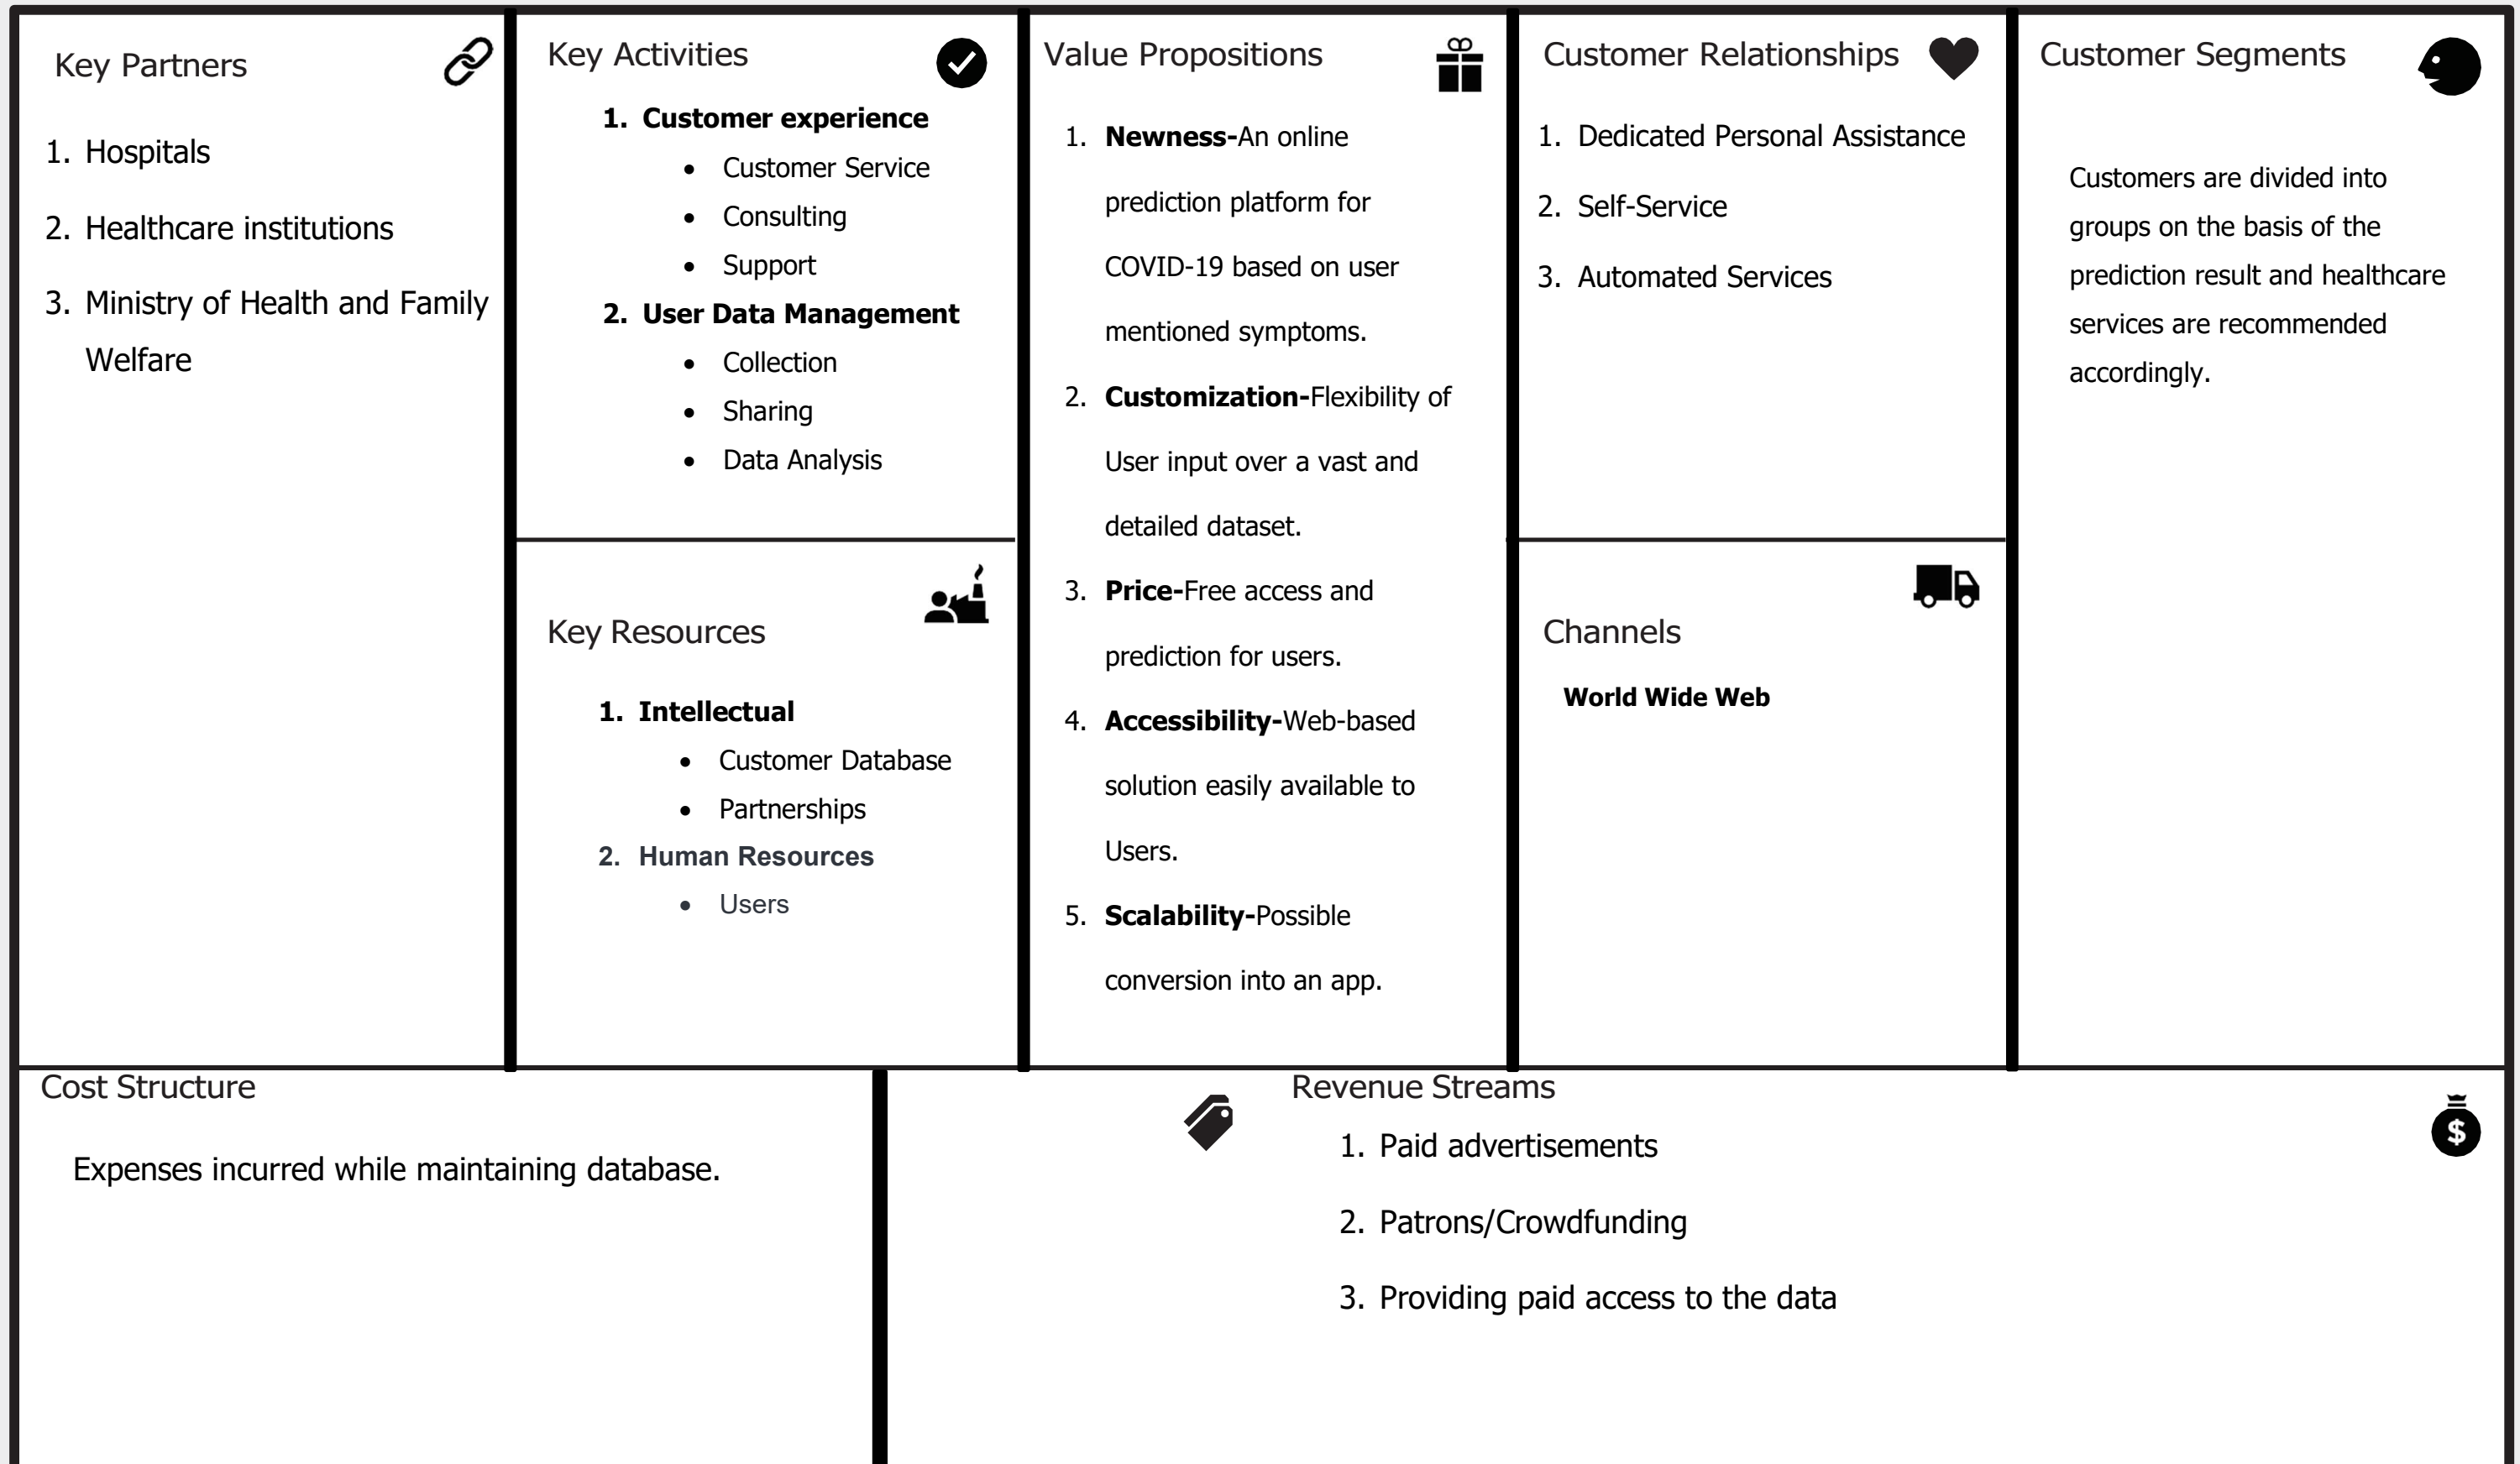 Key Partners
1. Hospitals
2. Healthcare institutions
3. Ministry of Health and Family
Welfare
Key Activities
1. Customer experience
• Customer Service
• Consulting
• Support
2. User Data Management
• Collection
• Sharing
• Data Analysis
Key Resources
1. Intellectual
• Customer Database
• Partnerships
2. Human Resources
• Users
Value Propositions
1. Newness-An online
prediction platform for
COVID-19 based on user
mentioned symptoms.
2. Customization-Flexibility of
User input over a vast and
detailed dataset.
3. Price-Free access and
prediction for users.
4. Accessibility-Web-based
solution easily available to
Users.
5. Scalability-Possible
conversion into an app.
Customer Relationships
1. Dedicated Personal Assistance
2. Self-Service
3. Automated Services
Channels
World Wide Web
Customer Segments
Customers are divided into
groups on the basis of the
prediction result and healthcare
services are recommended
accordingly.
Cost Structure
Expenses incurred while maintaining database.
Revenue Streams
$
1. Paid advertisements
2. Patrons/Crowdfunding
3. Providing paid access to the data